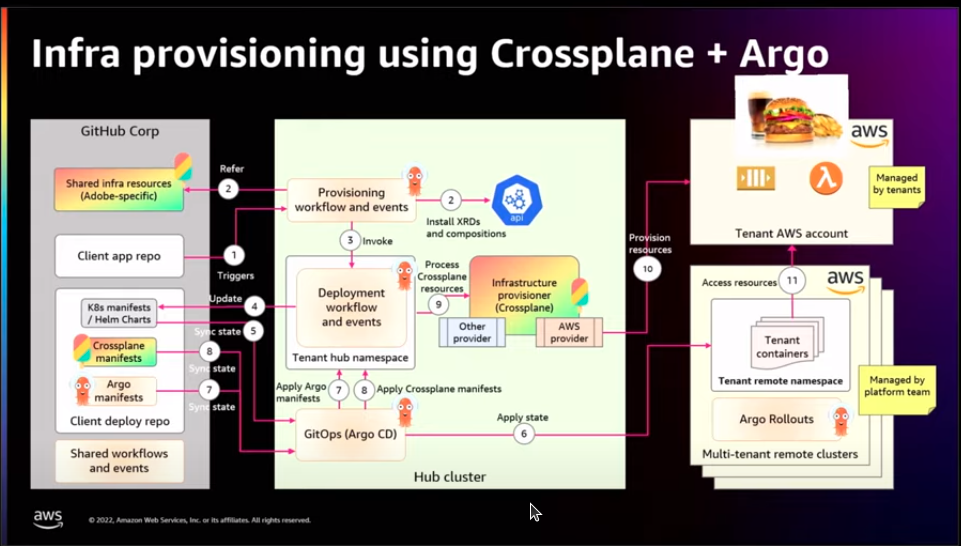 Infra provisioning using Crossplane + Argo
GitHub Corp
Shared infra resources
(Adobe-specific)
Client app repo
K8s manifests
/ Helm Charts
Crossplane
manifests
Argo
manifests
Client deploy repo
Shared workflows
and events
Refer
2
1
Triggers
Update
4
Sync state
5
8
Sync state
7
Sync state
Provisioning
workflow and events
2
Install XRDs
and compositions
api
3
Invoke
Deployment
workflow
and events
Tenant hub namespace
Process
Crossplane
resources
9
Infrastructure
provisioner
(Crossplane)
Other
provider
AWS
provider
Apply Argo
manifests
7
8
Apply Crossplane manifests
GitOps (Argo CD)
Apply state
6
Hub cluster
Provision
resources
10
aws
Managed
by tenants
Tenant AWS account
Access resources
11
aws
Tenant
containers
Tenant remote namespace
Argo Rollouts
Multi-tenant remote clusters
Managed by
platform team
aws
© 2022, Amazon Web Services, Inc. or its affiliates. All rights reserved.